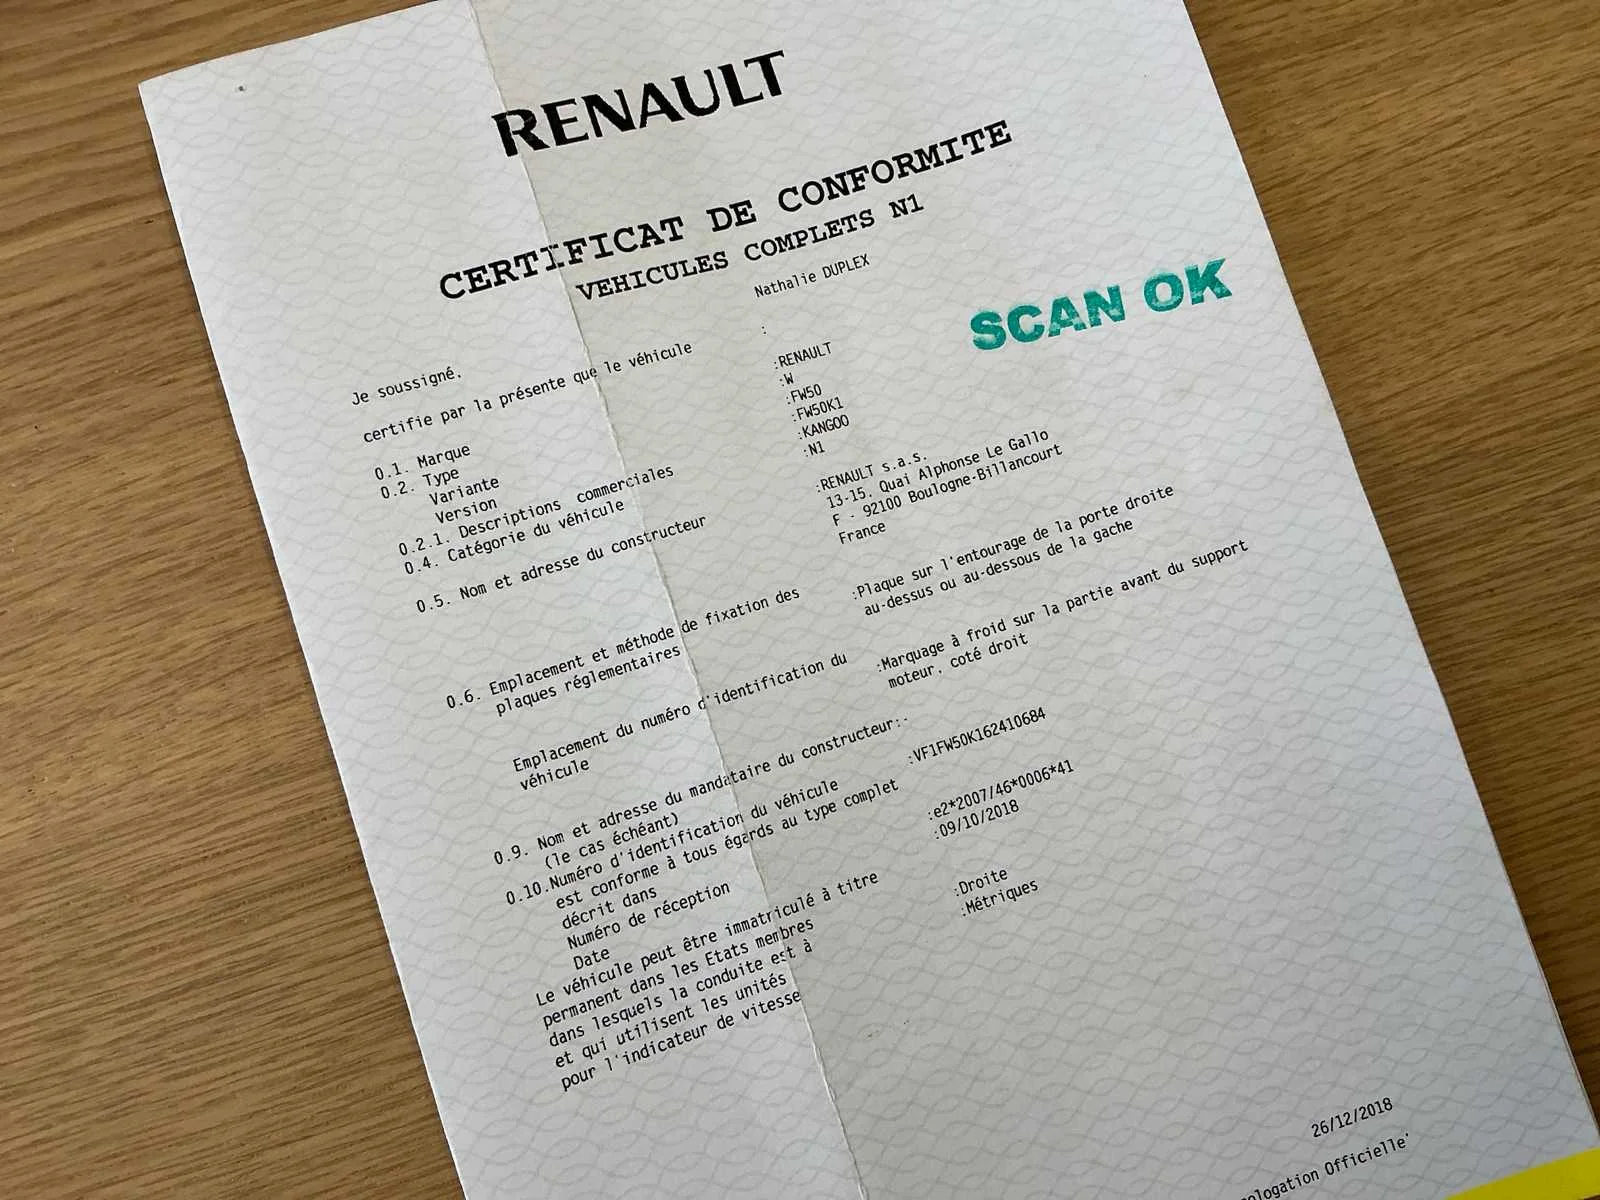 RENAULT
CERTIFICAT DE CONFORMITE
VEHICULES COMPLETS N1
Nathalie DUPLEX
SCAN OK
Je soussigné,
:
certifie par la présente que le véhicule
0.1. Marque :RENAULT
0.2. Type :W
Variante :FW50
Version :FW50K1
0.2.1. Descriptions commerciales :KANGOO
0.4. Catégorie du véhicule :N1
0.5. Nom et adresse du constructeur :RENAULT s.a.s.
13-15, Quai Alphonse Le Gallo
F - 92100 Boulogne-Billancourt
France
0.6. Emplacement et méthode de fixation des :Plaque sur l'entourage de la porte droite
plaques réglementaires au-dessus ou au-dessous de la gache
Emplacement du numéro d'identification du :Marquage à froid sur la partie avant du support
véhicule moteur, coté droit
0.9. Nom et adresse du mandataire du constructeur:-
(le cas échéant)
0.10.Numéro d'identification du véhicule :VF1FW50K162410684
est conforme à tous égards au type complet
décrit dans
Numéro de réception :e2*2007/46*0006*41
Date :09/10/2018
Le véhicule peut être immatriculé à titre
permanent dans les Etats membres
dans lesquels la conduite est à :Droite
et qui utilisent les unités :Métriques
pour l'indicateur de vitesse
26/12/2018
ologation Officielle